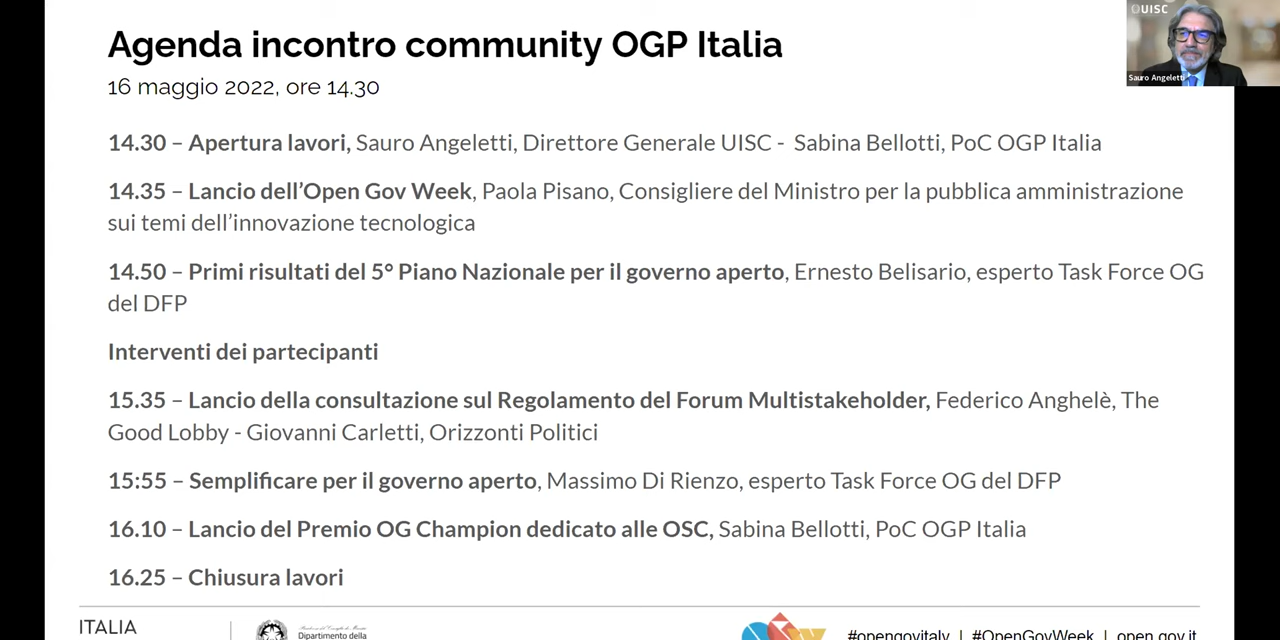 Agenda incontro community OGP Italia
16 maggio 2022, ore 14.30
UISC
Sauro Angeletti
14.30 – Apertura lavori, Sauro Angeletti, Direttore Generale UISC - Sabina Bellotti, PoC OGP Italia
14.35 – Lancio dell’Open Gov Week, Paola Pisano, Consigliere del Ministro per la pubblica amministrazione
sui temi dell’innovazione tecnologica
14.50 – Primi risultati del 5° Piano Nazionale per il governo aperto, Ernesto Belisario, esperto Task Force OG
del DFP
Interventi dei partecipanti
15.35 – Lancio della consultazione sul Regolamento del Forum Multistakeholder, Federico Anghelè, The
Good Lobby - Giovanni Carletti, Orizzonti Politici
15:55 – Semplificare per il governo aperto, Massimo Di Rienzo, esperto Task Force OG del DFP
16.10 – Lancio del Premio OG Champion dedicato alle OSC, Sabina Bellotti, PoC OGP Italia
16.25 – Chiusura lavori
ITALIA
Dipartimento della
#opengovitaly | #OpenGovWeek | open.gov.it